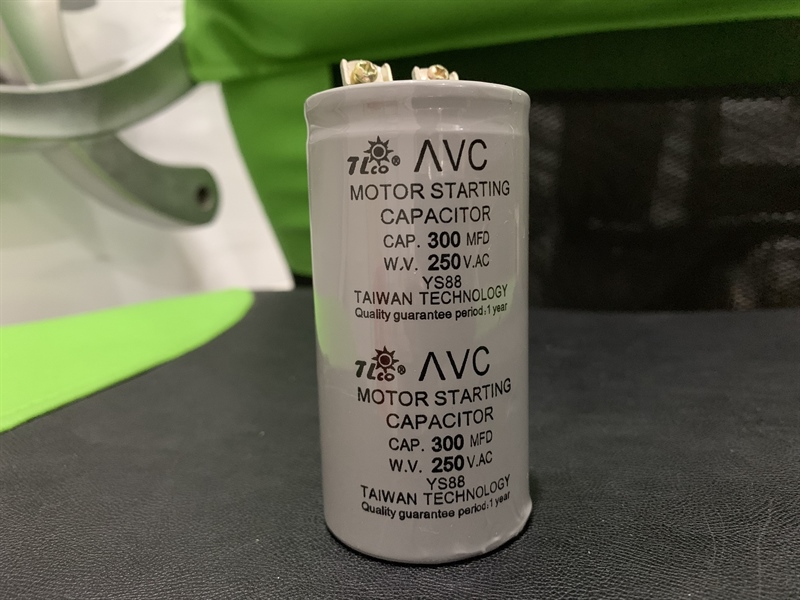 TLco® AVC
MOTOR STARTING
CAPACITOR
CAP. 300 MFD
W.V. 250 V.AC
YS88
TAIWAN TECHNOLOGY
Quality guarantee period:1 year
TLco® AVC
MOTOR STARTING
CAPACITOR
CAP. 300 MFD
W.V. 250 V.AC
YS88
TAIWAN TECHNOLOGY
Quality guarantee period:1 year